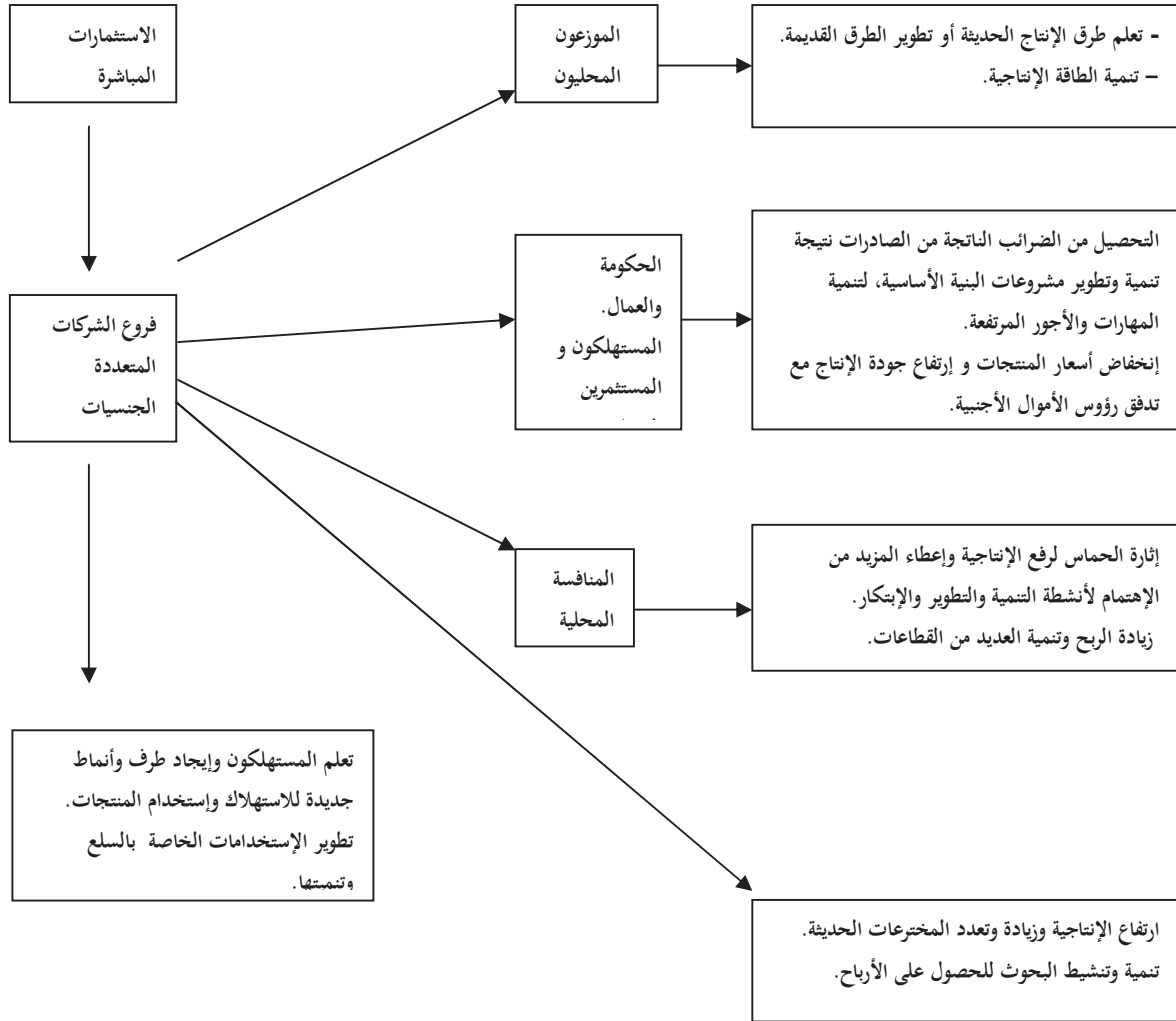 الاستثمارات
المباشرة
الموزعون
المحليون
- تعلم طرق الإنتاج الحديثة أو تطوير الطرق القديمة.
– تنمية الطاقة الإنتاجية.
فروع الشركات
المتعددة
الجنسيات
الحكومة
والعمال.
المستهلكون و
المستثمرين
التحصيل من الضرائب الناتجة من الصادرات نتيجة
تنمية وتطوير مشروعات البنية الأساسية، لتنمية
المهارات والأجور المرتفعة.
إنخفاض أسعار المنتجات و إرتفاع جودة الإنتاج مع
تدفق رؤوس الأموال الأجنبية.
المنافسة
المحلية
إثارة الحماس لرفع الإنتاجية وإعطاء المزيد من
الإهتمام لأنشطة التنمية والتطوير والإبتكار.
زيادة الربح وتنمية العديد من القطاعات.
تعلم المستهلكون وإيجاد طرف وأنماط
جديدة للاستهلاك وإستخدام المنتجات.
تطوير الإستخدامات الخاصة بالسلع
وتنميتها.
ارتفاع الإنتاجية وزيادة وتعدد المخترعات الحديثة.
تنمية وتنشيط البحوث للحصول على الأرباح.